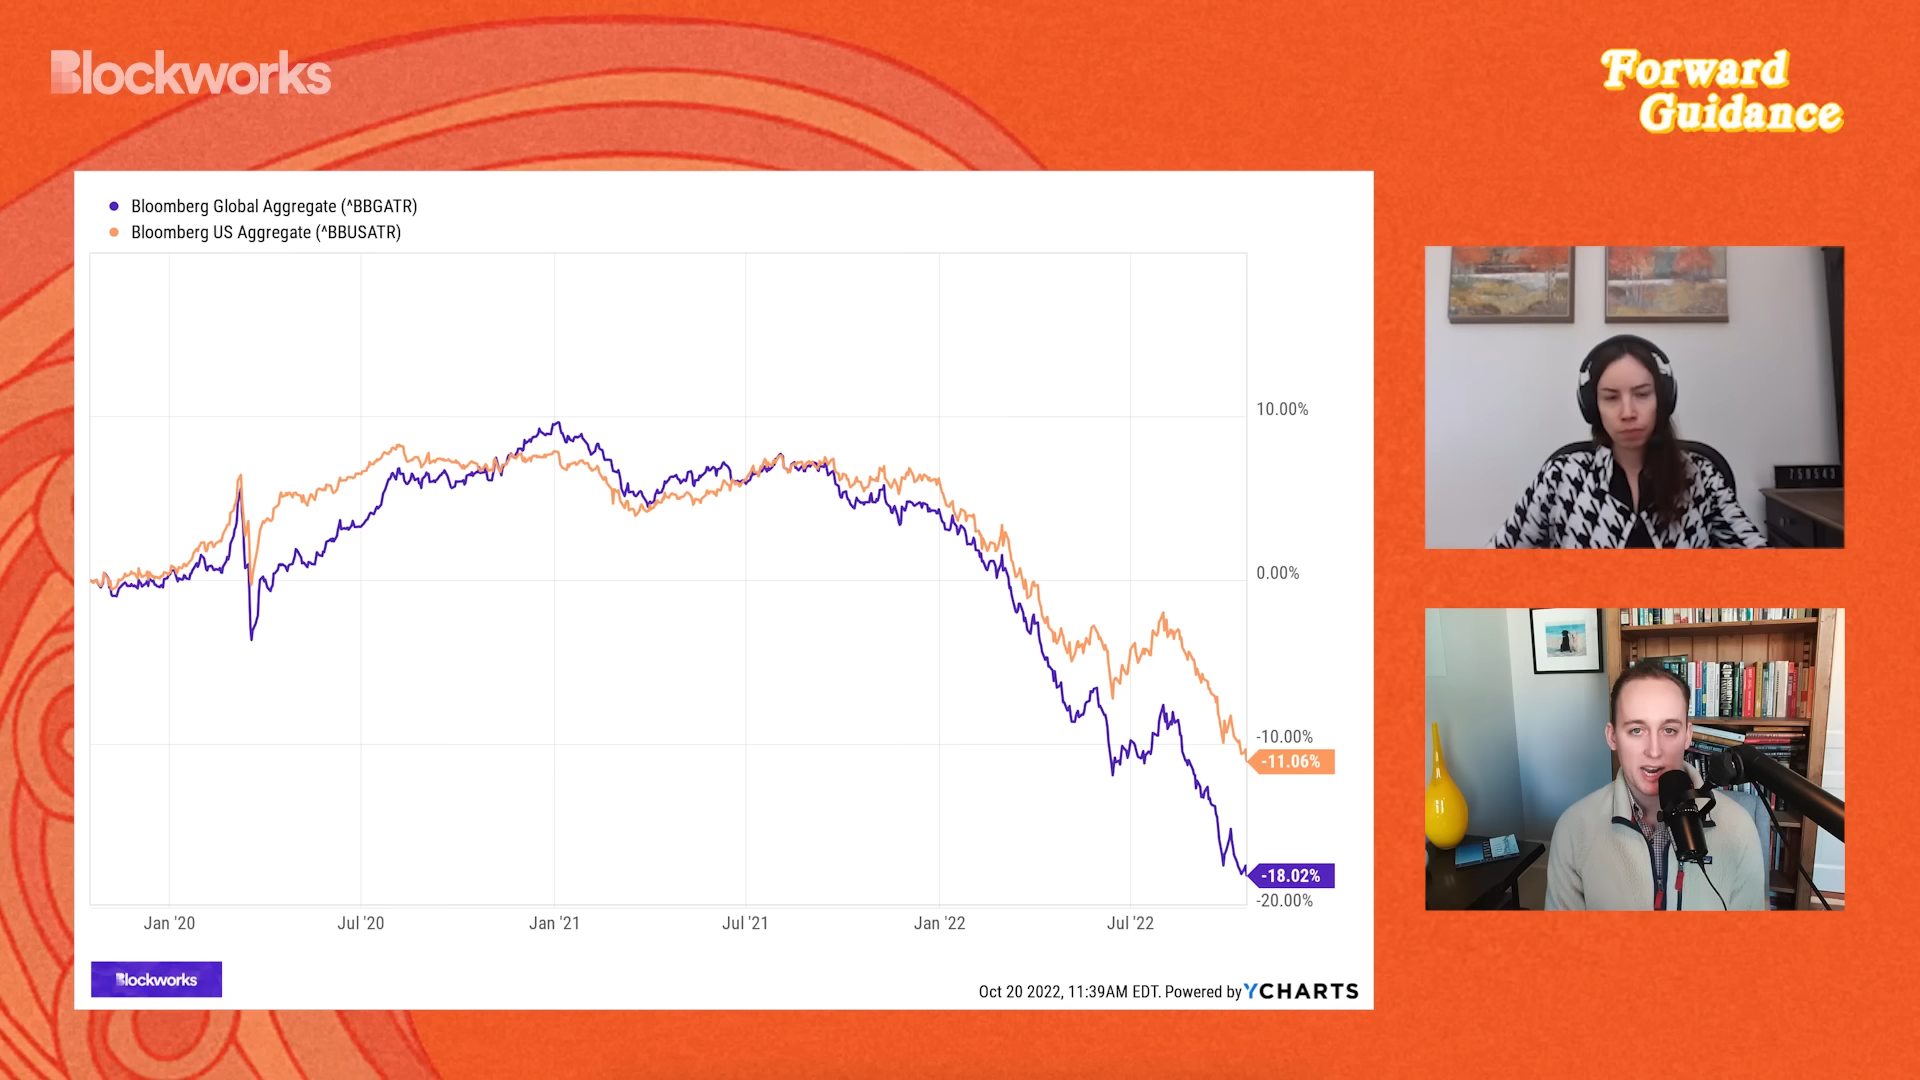 Blockworks
Forward
Guidance
Bloomberg Global Aggregate (^BBGATR)
Bloomberg US Aggregate (^BBUSATR)
10.00%
0.00%
-10.00%
-11.06%
-18.02%
-20.00%
Jan '20
Jul '20
Jan '21
Jul '21
Jan '22
Jul '22
Blockworks
Oct 20 2022, 11:39AM EDT. Powered by YCHARTS